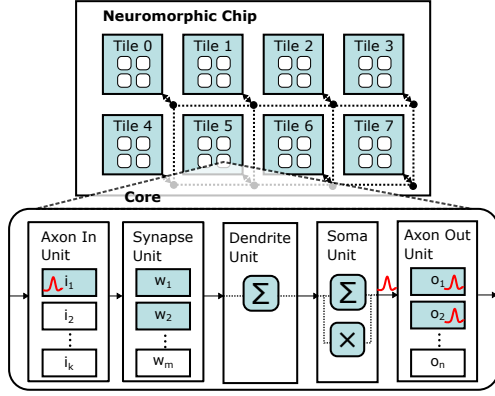 Neuromorphic Chip
Tile 0 Tile 1 Tile 2 Tile 3
Tile 4 Tile 5 Tile 6 Tile 7
Core
Axon In Unit
i1
i2
ik
Synapse Unit
w1
w2
wm
Dendrite Unit
Σ
Soma Unit
Σ
×
Axon Out Unit
o1
o2
on